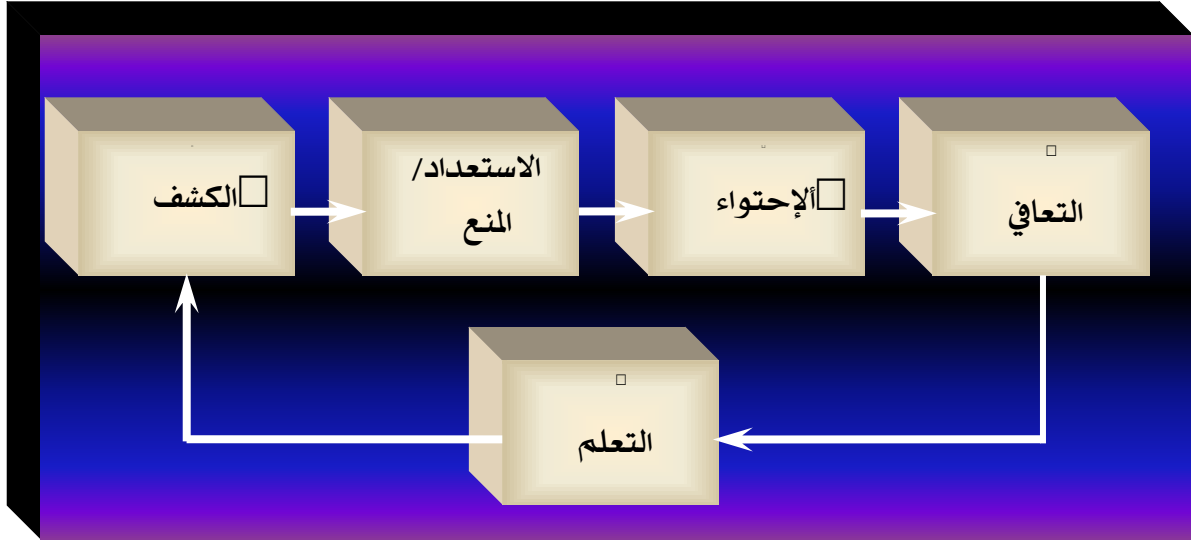 الكشف
الاستعداد/
المنع
ألإحتواء
التعافي
التعلم